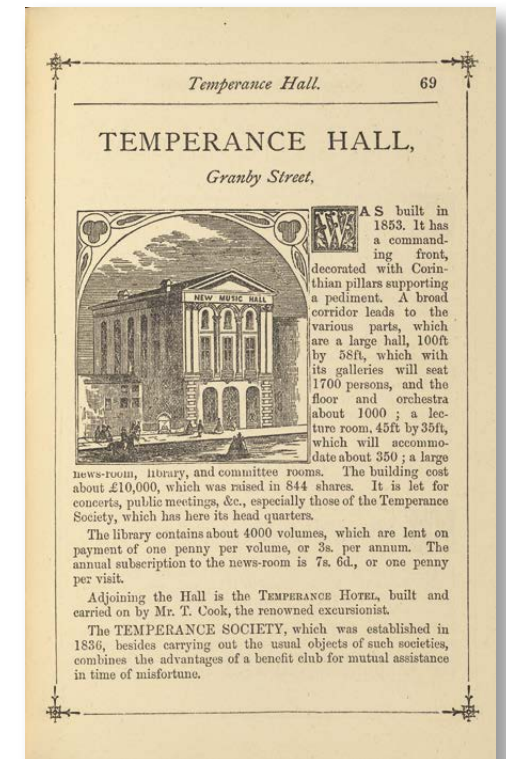 Temperance Hall. 69
TEMPERANCE HALL,
Granby Street,
NEW MUSIC HALL
WAS built in
1853. It has
a command-
ing front,
decorated with Corin-
thian pillars supporting
a pediment. A broad
corridor leads to the
various parts, which
are a large hall, 100ft
by 58ft, which with
its galleries will seat
1700 persons, and the
floor and orchestra
about 1000 ; a lec-
ture room, 45ft by 35ft,
which will accommo-
date about 350 ; a large
news-room, library, and committee rooms. The building cost
about £10,000, which was raised in 844 shares. It is let for
concerts, public meetings, &c., especially those of the Temperance
Society, which has here its head quarters.
The library contains about 4000 volumes, which are lent on
payment of one penny per volume, or 3s. per annum. The
annual subscription to the news-room is 7s. 6d., or one penny
per visit.
Adjoining the Hall is the TEMPERANCE HOTEL, built and
carried on by Mr. T. Cook, the renowned excursionist.
The TEMPERANCE SOCIETY, which was established in
1836, besides carrying out the usual objects of such societies,
combines the advantages of a benefit club for mutual assistance
in time of misfortune.